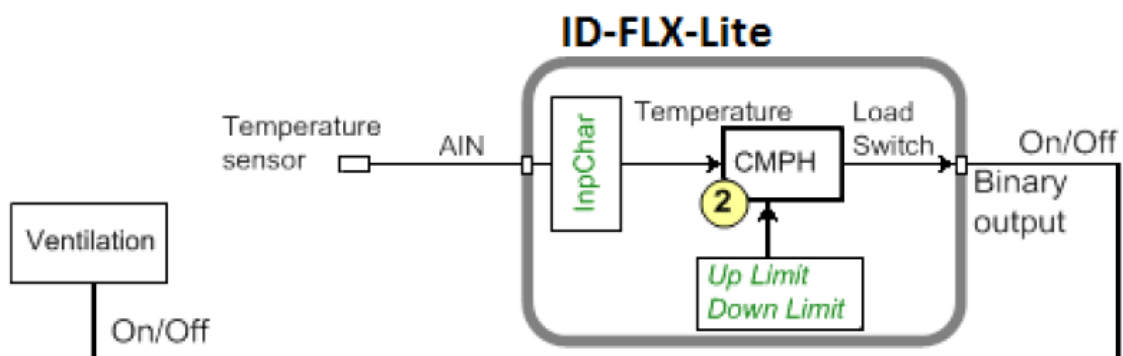 ID-FLX-Lite
Temperature
sensor
AIN
InpChar
Temperature
CMPH
2
Load
Switch
On/Off
Binary
output
Up Limit
Down Limit
Ventilation
On/Off